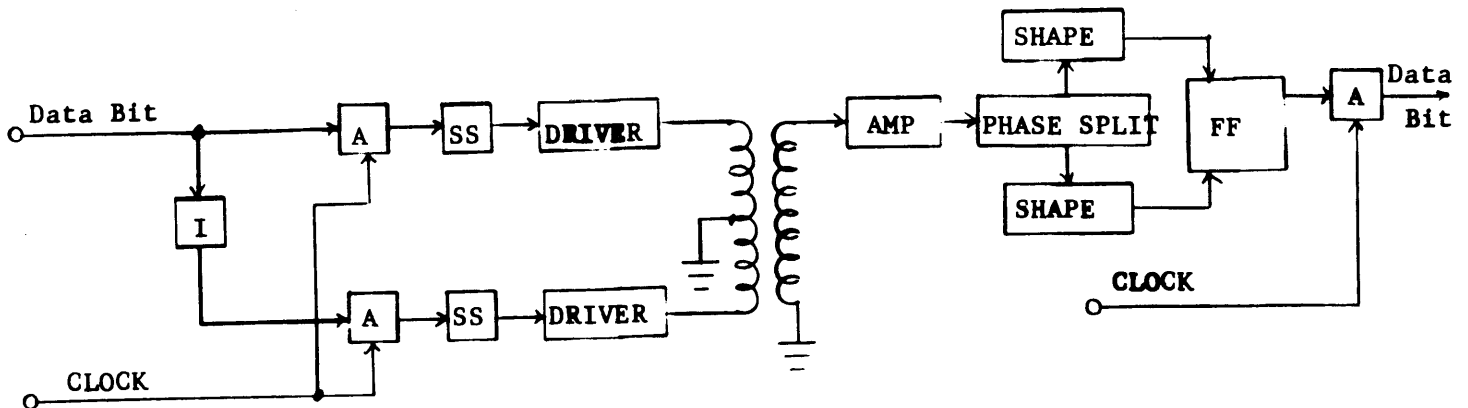 SHAPE
Data Bit
A
SS
DRIVER
AMP
PHASE SPLIT
FF
A
Data
Bit
I
SHAPE
A
SS
DRIVER
CLOCK
CLOCK